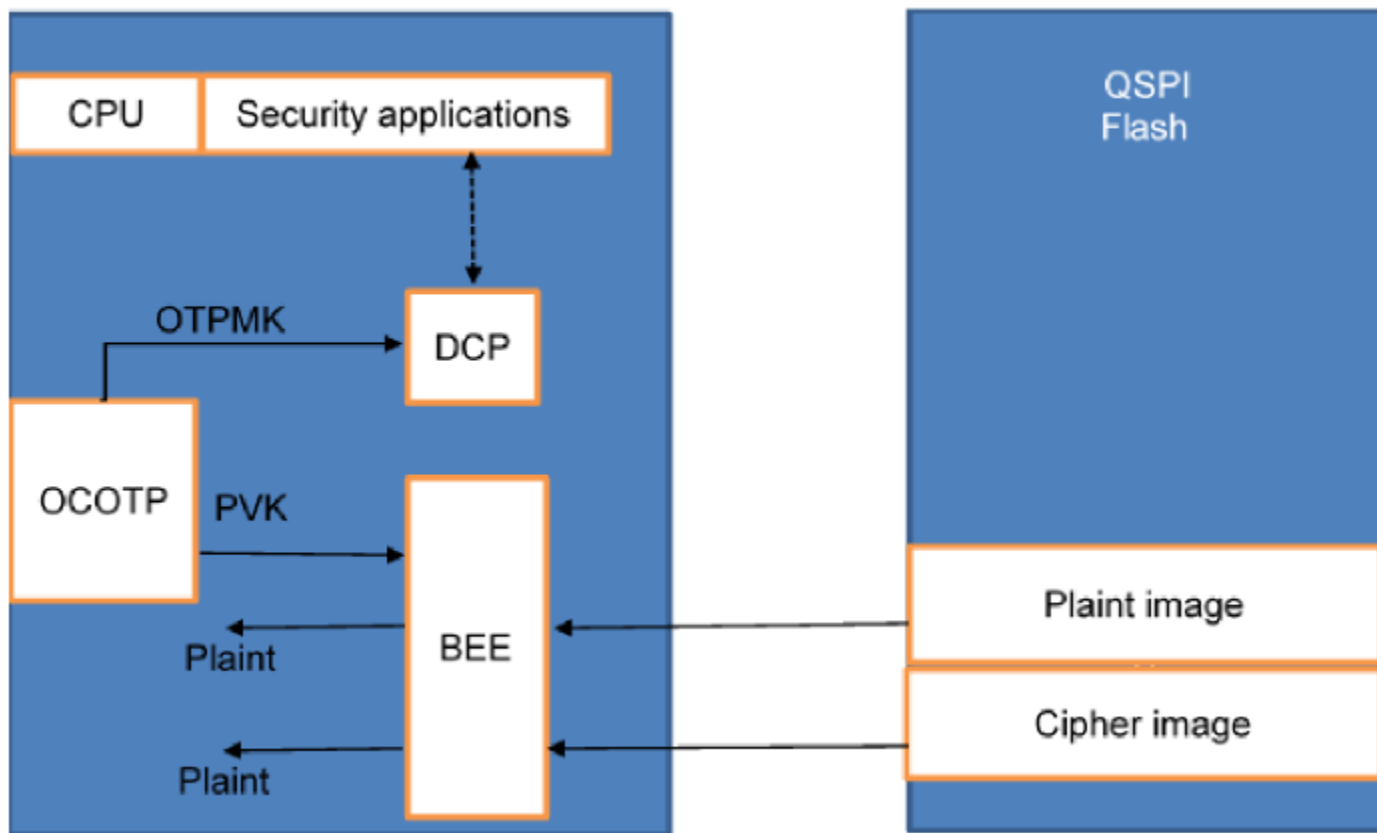 CPU
Security applications
QSPI
Flash
OTPMK
DCP
OCOTP
PVK
BEE
Plaint
Plaint
Plaint image
Cipher image